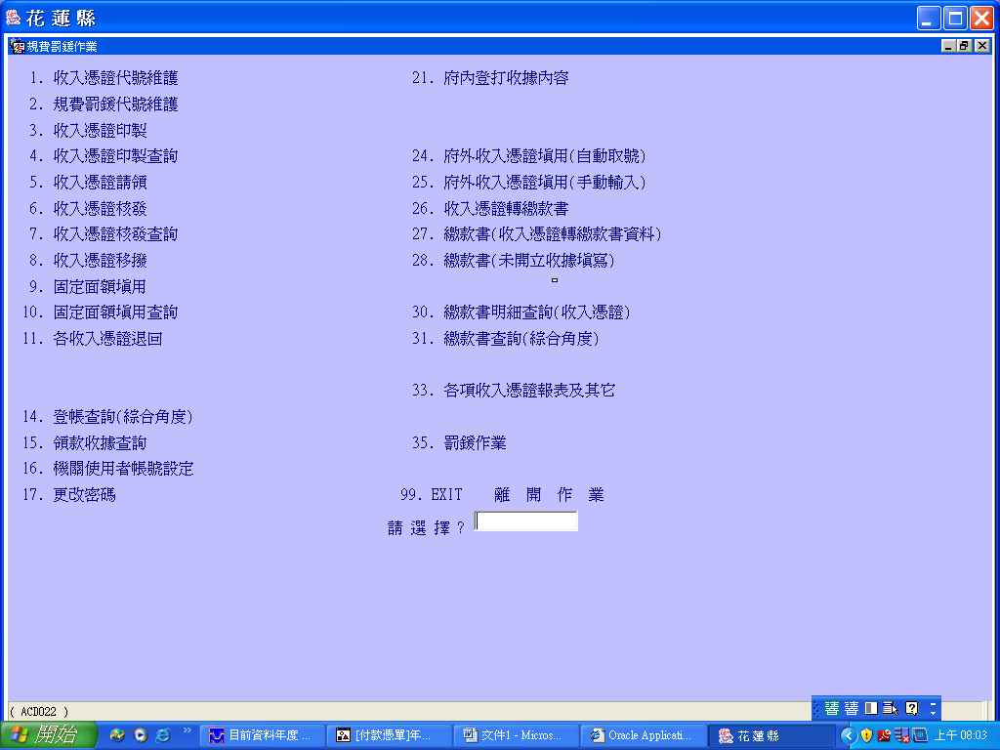 花蓮縣
規費罰鍰作業
1. 收入憑證代號維護
2. 規費罰鍰代號維護
3. 收入憑證印製
4. 收入憑證印製查詢
5. 收入憑證請領
6. 收入憑證核發
7. 收入憑證核發查詢
8. 收入憑證移撥
9. 固定面額填用
10. 固定面額填用查詢
11. 各收入憑證退回
14. 登帳查詢(綜合角度)
15. 領款收據查詢
16. 機關使用者帳號設定
17. 更改密碼
21. 府內登打收據內容
24. 府外收入憑證填用(自動取號)
25. 府外收入憑證填用(手動輸入)
26. 收入憑證轉繳款書
27. 繳款書(收入憑證轉繳款書資料)
28. 繳款書(未開立收據填寫)
30. 繳款書明細查詢(收入憑證)
31. 繳款書查詢(綜合角度)
33. 各項收入憑證報表及其它
35. 罰鍰作業
99. EXIT 離開作業
請選擇?
( ACD022 )
開始
目前資料年度 ...
[付款憑單]年...
文件1 - Micros...
Oracle Applicati...
花蓮縣
上午 08:03